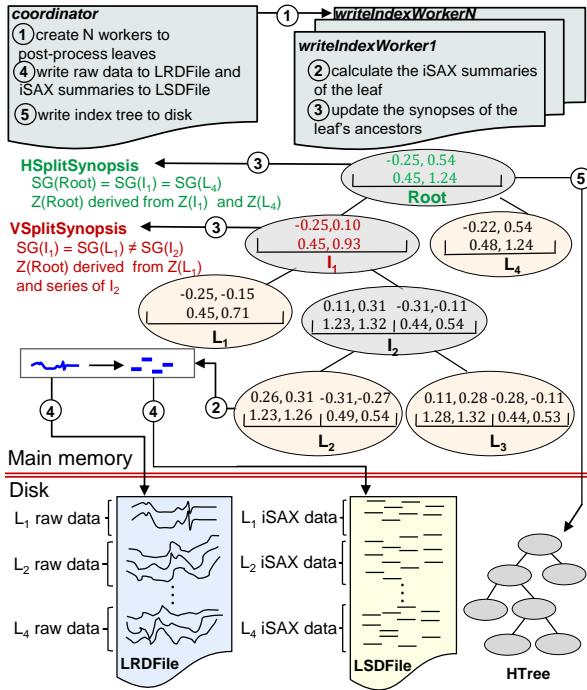 coordinator
1 create N workers to
post-process leaves
4 write raw data to LRDFile and
iSAX summaries to LSDFile
5 write index tree to disk
1
writeIndexWorkerN
writeIndexWorker1
2 calculate the iSAX summaries
of the leaf
3 update the synopses of the
leaf's ancestors
HSplitSynopsis
SG(Root) = SG(I1) = SG(L4)
Z(Root) derived from Z(I1) and Z(L4)
3
-0.25, 0.54
0.45, 1.24
Root
5
VSplitSynopsis
SG(I1) = SG(L1) ≠ SG(I2)
Z(Root) derived from Z(L1)
and series of I2
3
-0.25,0.10
0.45, 0.93
I1
-0.22, 0.54
0.48, 1.24
L4
-0.25, -0.15
0.45, 0.71
L1
0.11, 0.31 -0.31,-0.11
1.23, 1.32 0.44, 0.54
I2
4
4
2
0.26, 0.31 -0.31,-0.27
1.23, 1.26 0.49, 0.54
L2
0.11, 0.28 -0.28, -0.11
1.28, 1.32 0.44, 0.53
L3
Main memory
Disk
L1 raw data
L1 iSAX data
L2 raw data
L2 iSAX data
L4 raw data
L4 iSAX data
LRDFile
LSDFile
HTree